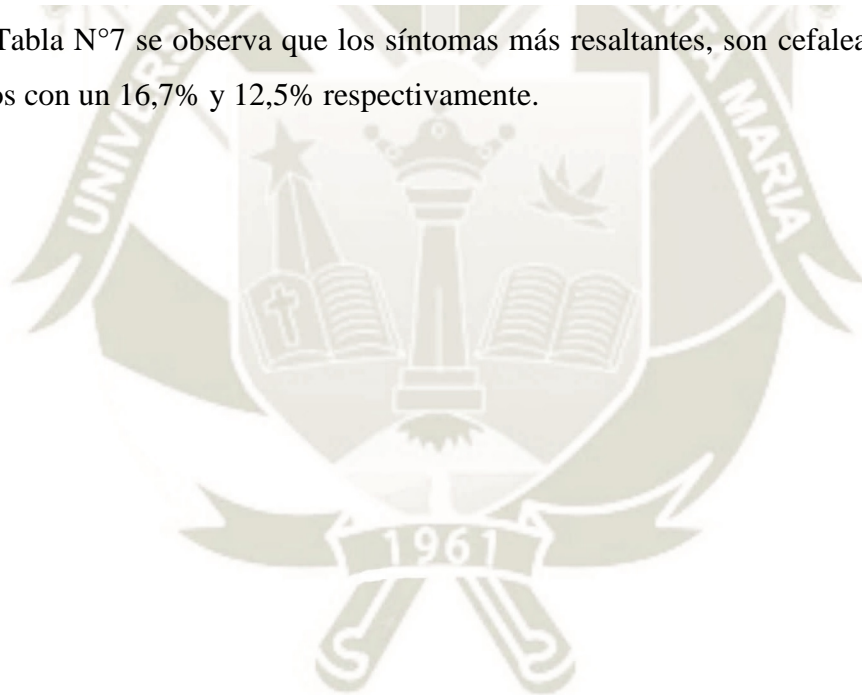 Tabla N°7 se observa que los síntomas más resaltantes, son cefalea
os con un 16,7% y 12,5% respectivamente.
MARIA
1961